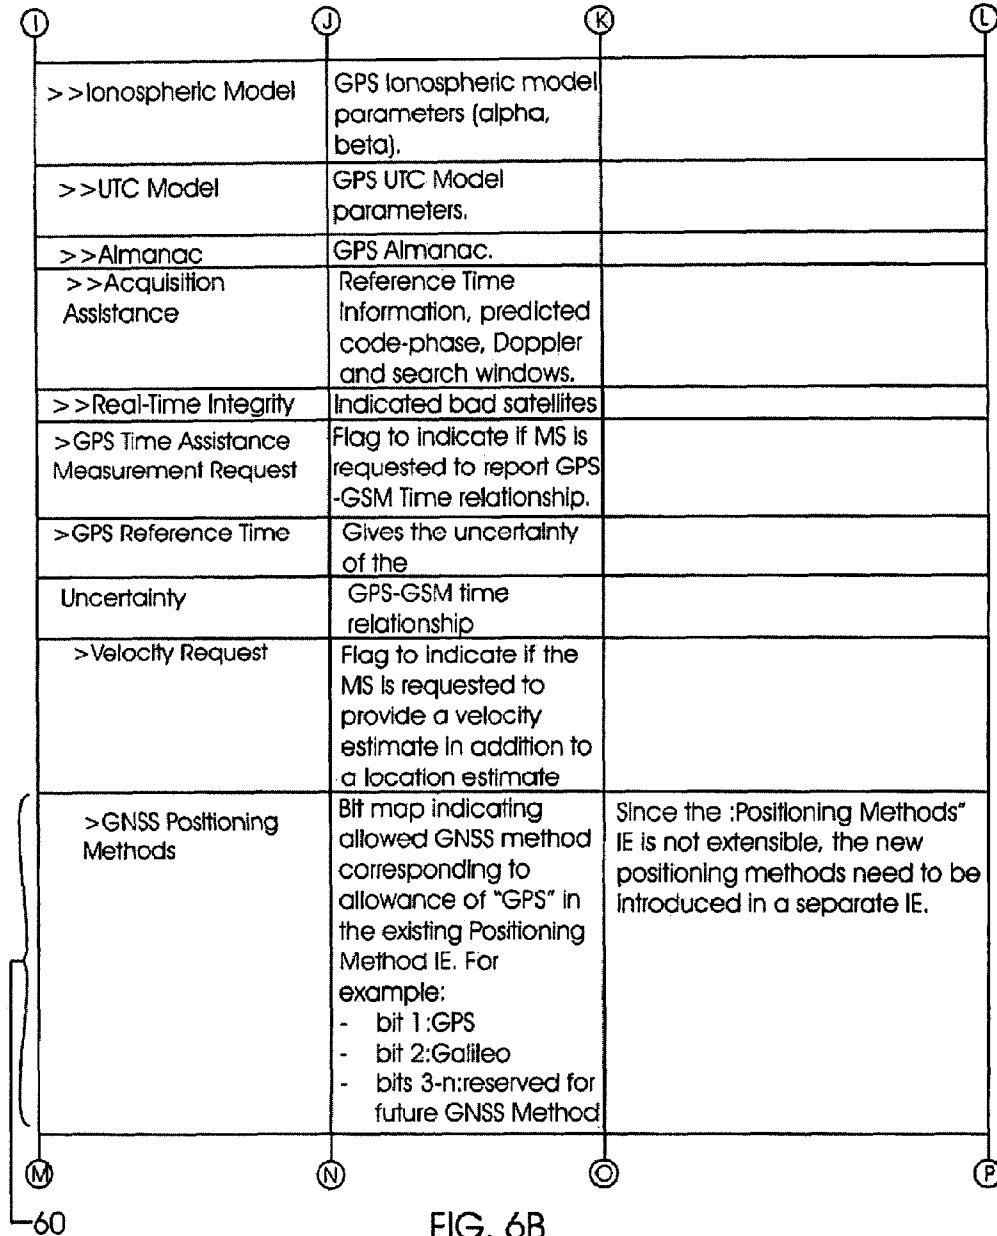 I J K L
>>Ionospheric Model
GPS Ionospheric model
parameters (alpha,
beta).
>>UTC Model
GPS UTC Model
parameters.
>>Almanac
GPS Almanac.
>>Acquisition
Assistance
Reference Time
Information, predicted
code-phase, Doppler
and search windows.
>>Real-Time Integrity
Indicated bad satellites
>GPS Time Assistance
Measurement Request
Flag to indicate if MS is
requested to report GPS
-GSM Time relationship.
>GPS Reference Time
Gives the uncertainty
of the
Uncertainty
GPS-GSM time
relationship
>Velocity Request
Flag to indicate if the
MS is requested to
provide a velocity
estimate in addition to
a location estimate
>GNSS Positioning
Methods
Bit map indicating
allowed GNSS method
corresponding to
allowance of "GPS" in
the existing Positioning
Method IE. For
example:
- bit 1:GPS
- bit 2:Galileo
- bits 3-n:reserved for
future GNSS Method
Since the :Positioning Methods"
IE is not extensible, the new
positioning methods need to be
introduced in a separate IE.
M N O P
60
FIG. 6B